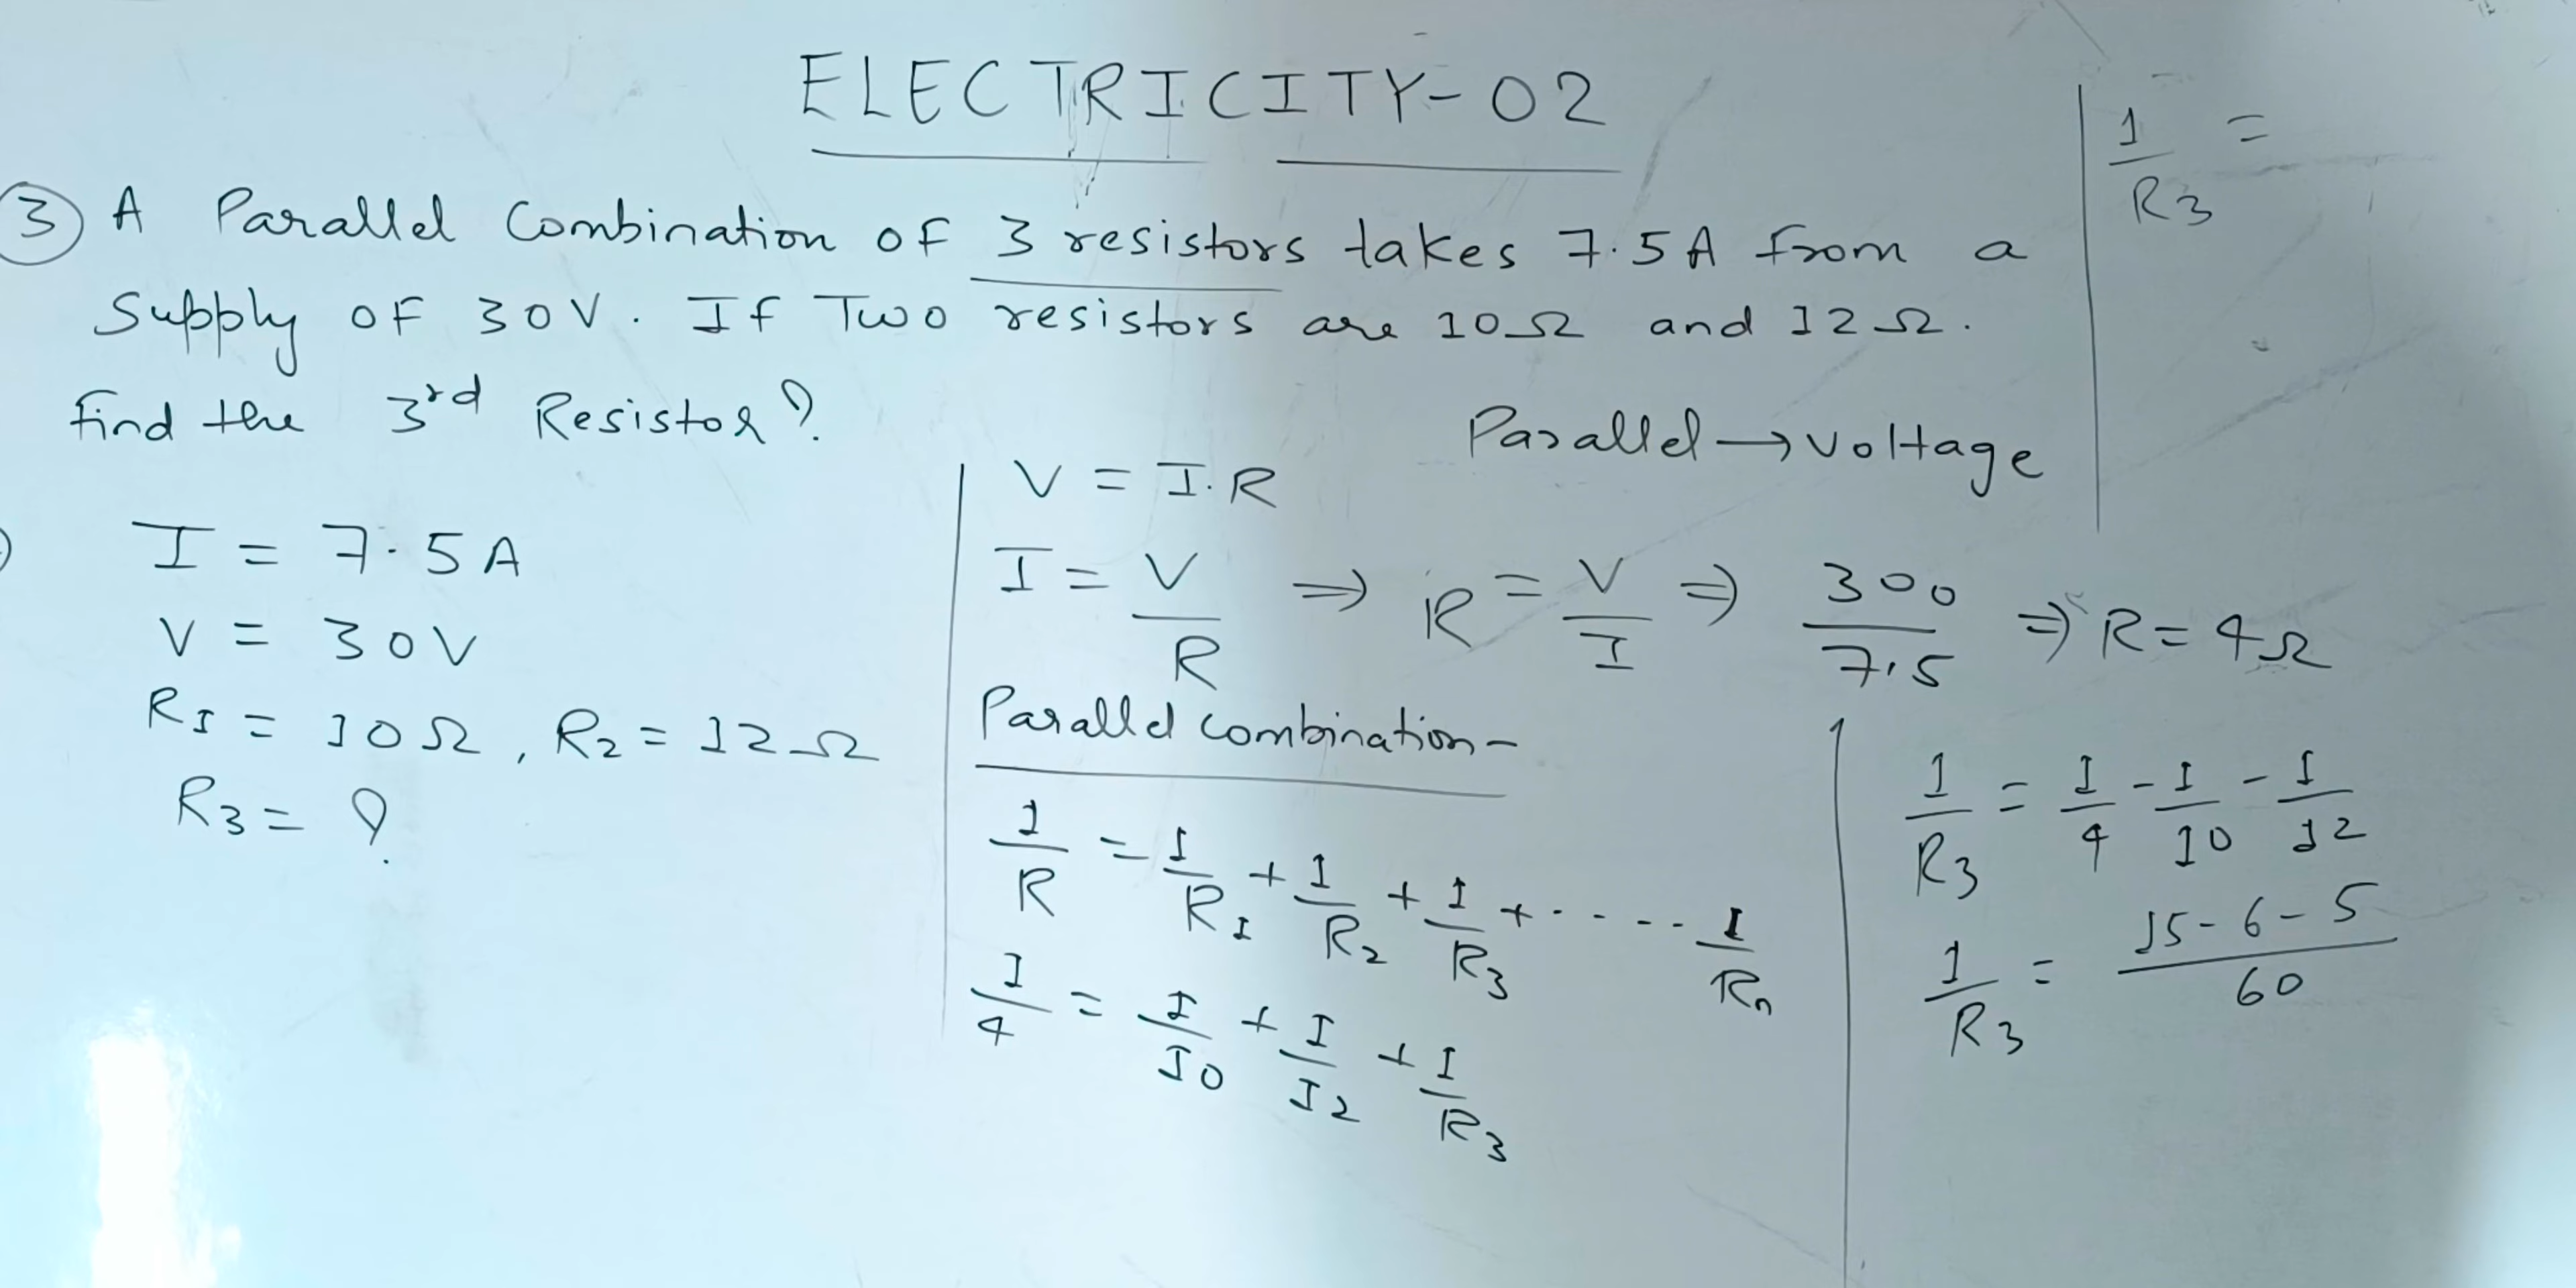 ELECTRICITY-02
3 A Parallel Combination of 3 resistors takes 7.5A from a
Supply of 30V. If Two resistors are 10Ω and 12Ω.
find the 3rd Resistor?
Parallel → Voltage
I = 7.5A
V = 30V
R1 = 10Ω, R2 = 12Ω
R3 = ?
V = I.R
I = V/R ⇒ R = V/I ⇒ 300/7.5 ⇒ R = 4Ω
Parallel combination-
1/R = 1/R1 + 1/R2 + 1/R3 + ..... 1/Rn
1/4 = 1/10 + 1/12 + 1/R3
1/R3 = 1/4 - 1/10 - 1/12
1/R3 = 15-6-5/60
1/R3 =